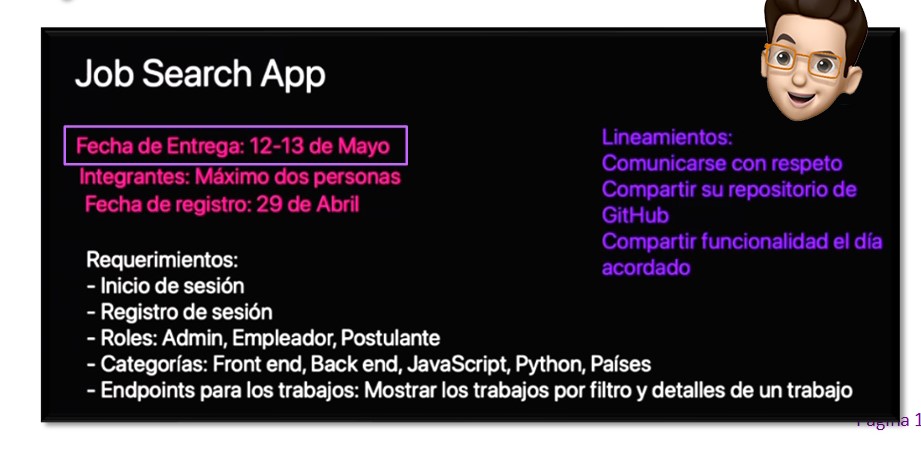 Job Search App
Fecha de Entrega: 12-13 de Mayo
Integrantes: Máximo dos personas
Fecha de registro: 29 de Abril
Requerimientos:
- Inicio de sesión
- Registro de sesión
- Roles: Admin, Empleador, Postulante
- Categorías: Front end, Back end, JavaScript, Python, Países
- Endpoints para los trabajos: Mostrar los trabajos por filtro y detalles de un trabajo
Lineamientos:
Comunicarse con respeto
Compartir su repositorio de
GitHub
Compartir funcionalidad el día
acordado
Página 1